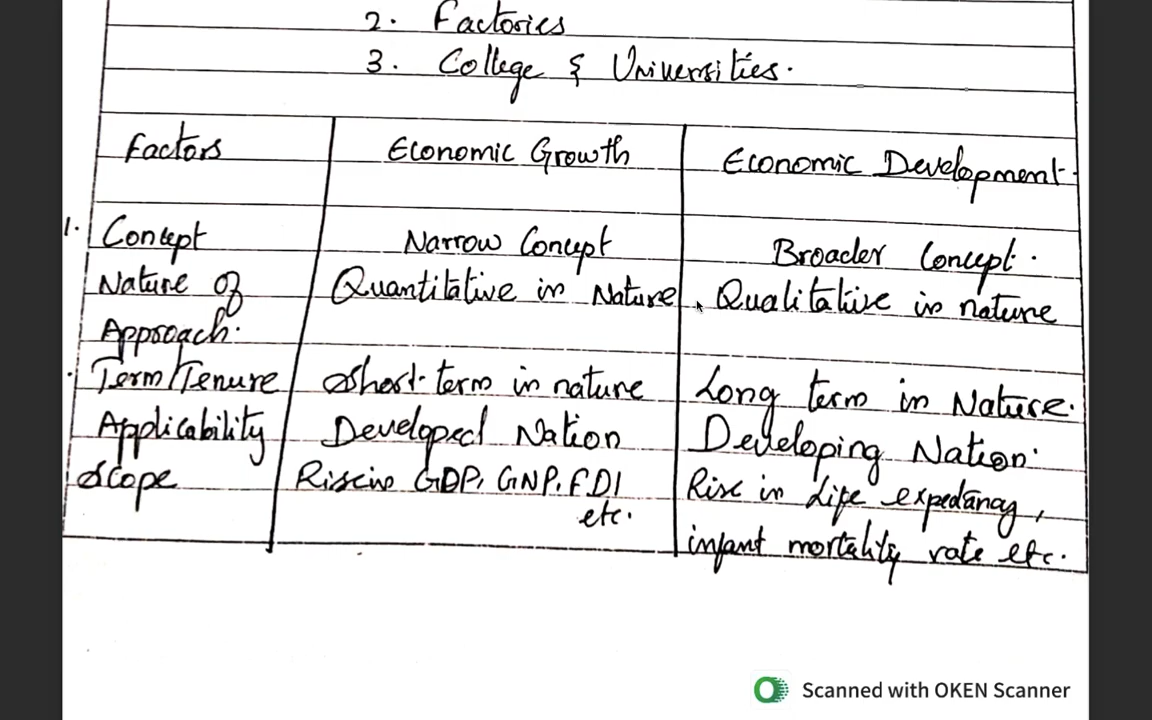 2. Factories
3. College & Universities.
Factors Economic Growth Economic Development.
1. Concept Narrow Concept Broader Concept.
Nature of Quantitative in Nature. Qualitative in nature
Approach.
Term/Tenure Short-term in nature Long term in Nature.
Applicability Developed Nation Developing Nation.
Scope Rise in GDP, GNP, FDI Rise in Life expectancy,
etc. infant mortality rate etc.
Scanned with OKEN Scanner